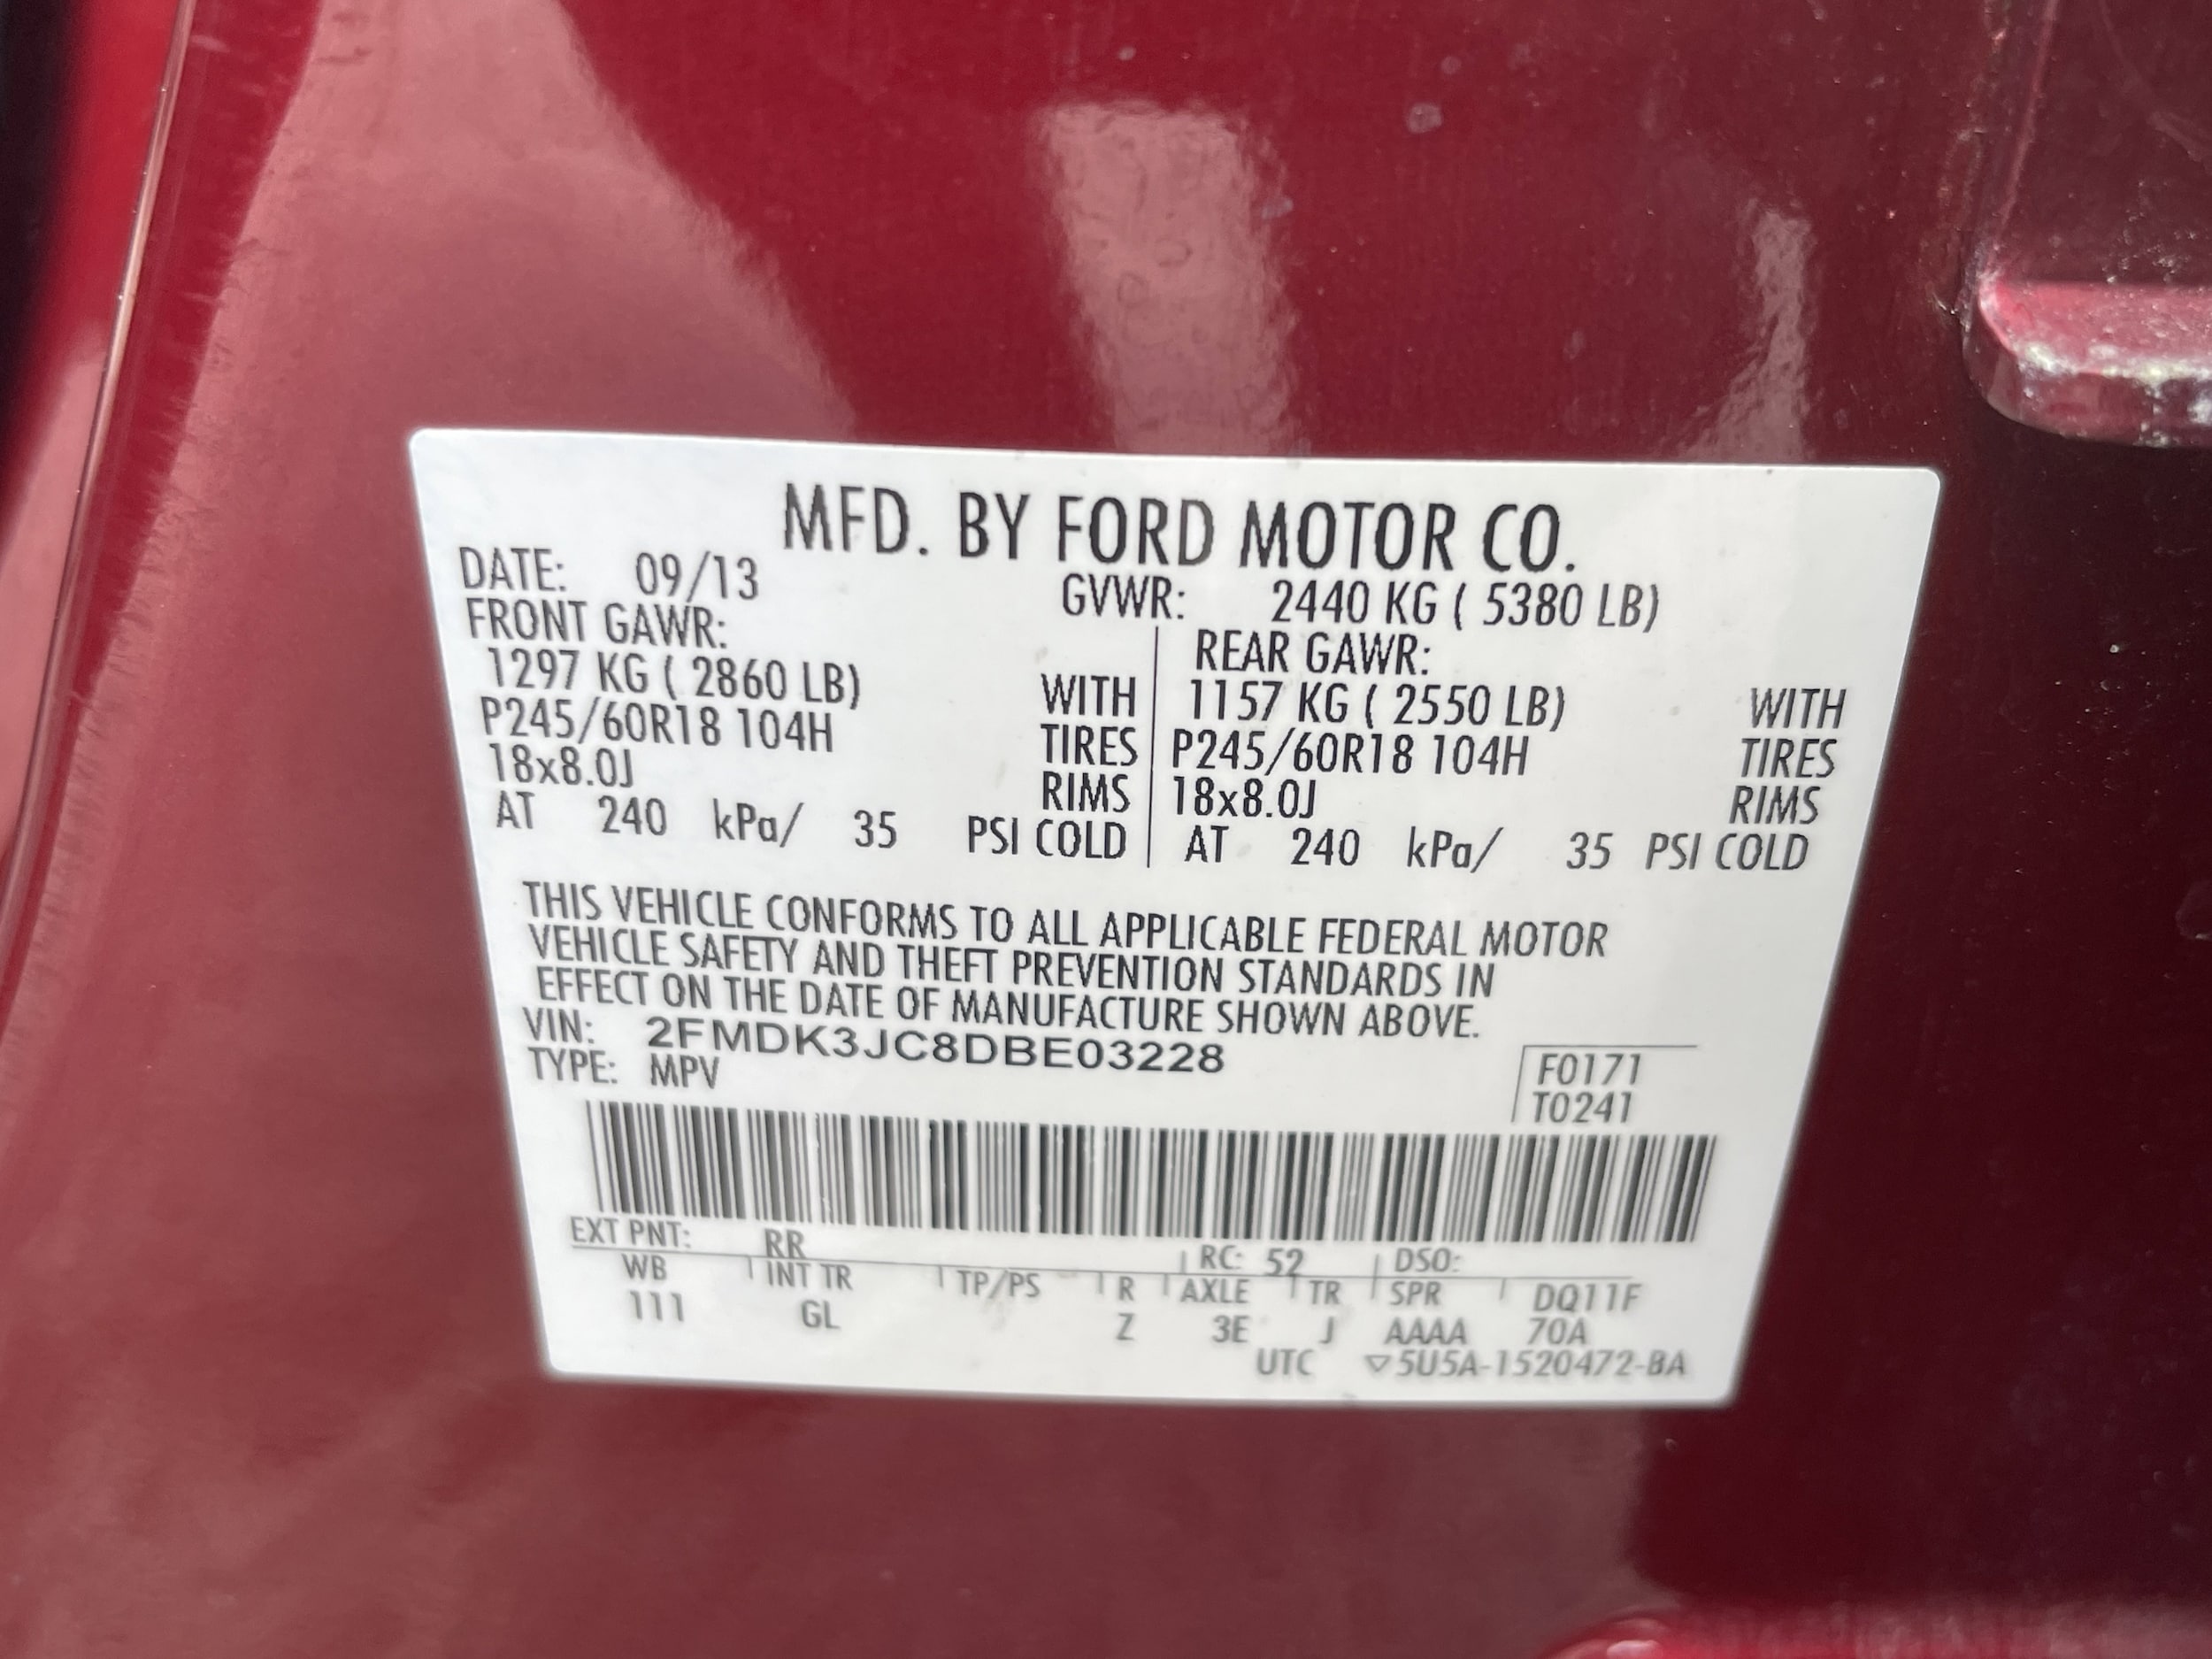 MFD. BY FORD MOTOR CO.
DATE: 09/13 GVWR: 2440 KG ( 5380 LB)
FRONT GAWR: REAR GAWR:
1297 KG ( 2860 LB) WITH 1157 KG ( 2550 LB) WITH
P245/60R18 104H TIRES P245/60R18 104H TIRES
18x8.0J RIMS 18x8.0J RIMS
AT 240 kPa/ 35 PSI COLD AT 240 kPa/ 35 PSI COLD
THIS VEHICLE CONFORMS TO ALL APPLICABLE FEDERAL MOTOR
VEHICLE SAFETY AND THEFT PREVENTION STANDARDS IN
EFFECT ON THE DATE OF MANUFACTURE SHOWN ABOVE.
VIN: 2FMDK3JC8DBE03228
TYPE: MPV
F0171
T0241
EXT PNT: RR RC: 52 DSO:
WB INT TR TP/PS R AXLE TR SPR DQ11F
111 GL Z 3E J AAAA 70A
UTC ▽5U5A-1520472-BA